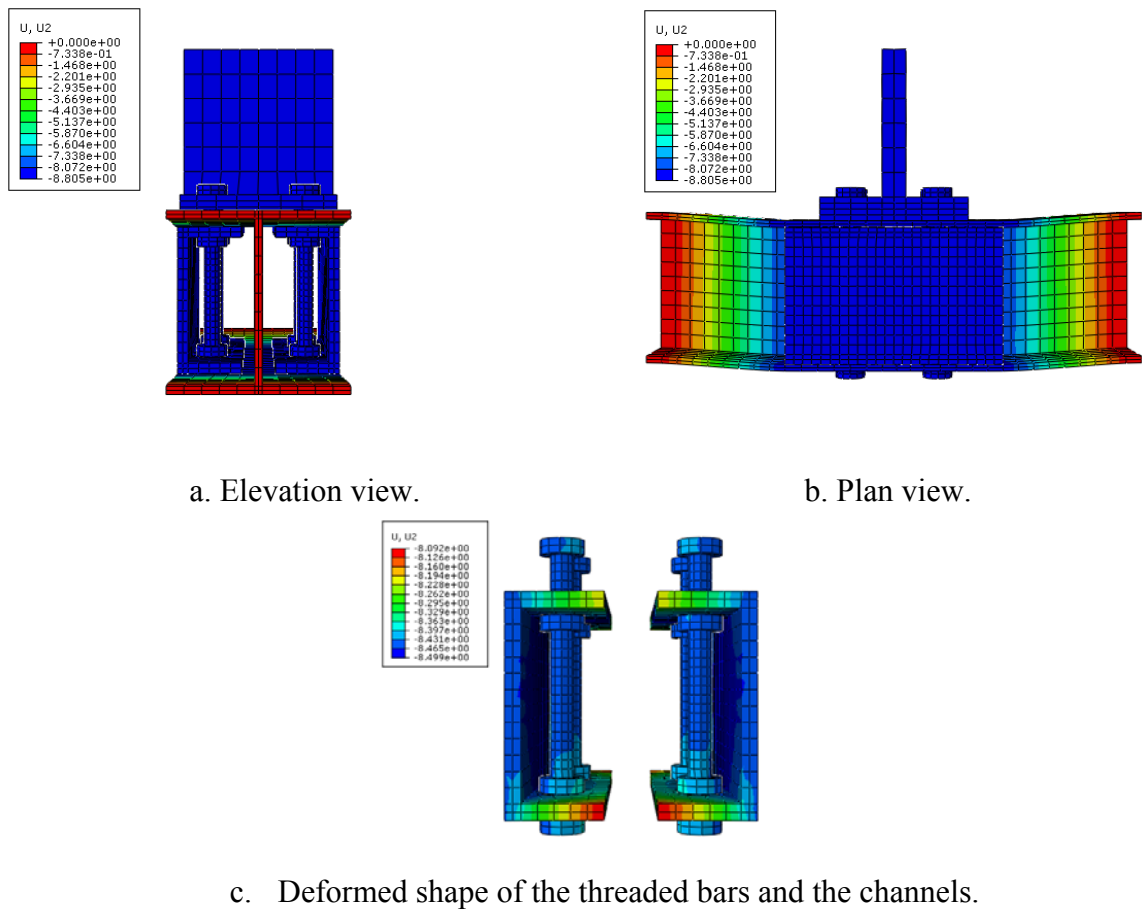 U, U2
+0.000e+00
-7.338e-01
-1.468e+00
-2.201e+00
-2.935e+00
-3.669e+00
-4.403e+00
-5.137e+00
-5.870e+00
-6.604e+00
-7.338e+00
-8.072e+00
-8.805e+00
U, U2
+0.000e+00
-7.338e-01
-1.468e+00
-2.201e+00
-2.935e+00
-3.669e+00
-4.403e+00
-5.137e+00
-5.870e+00
-6.604e+00
-7.338e+00
-8.072e+00
-8.805e+00
a. Elevation view.
b. Plan view.
U, U2
-8.092e+00
-8.126e+00
-8.160e+00
-8.194e+00
-8.228e+00
-8.262e+00
-8.295e+00
-8.329e+00
-8.363e+00
-8.397e+00
-8.431e+00
-8.465e+00
-8.499e+00
c. Deformed shape of the threaded bars and the channels.